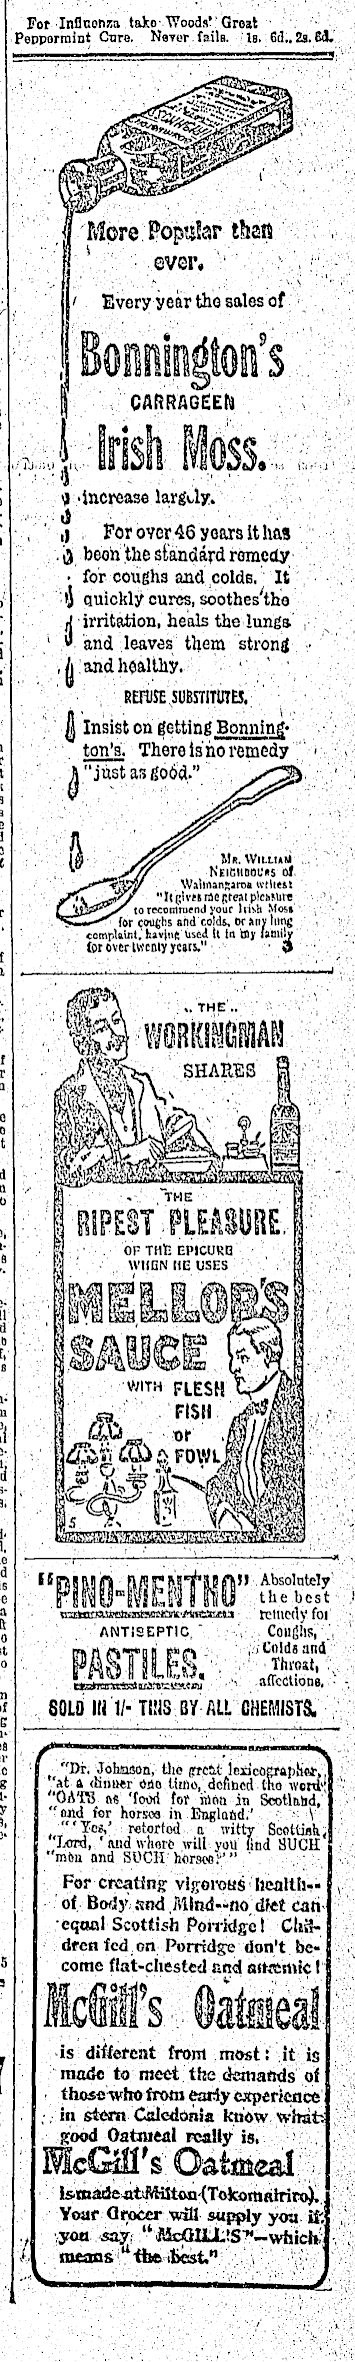 For Influenza take Woods' Great
Peppermint Cure. Never fails. 1s. 6d., 2s. 6d.
More Popular than
ever.
Every year the sales of
Bonnington's
CARRAGEEN
Irish Moss.
increase largely.
For over 46 years it has
been the standard remedy
for coughs and colds. It
quickly cures, soothes the
irritation, heals the lungs
and leaves them strong
and healthy.
REFUSE SUBSTITUTES.
Insist on getting Bonning-
ton's. There is no remedy
"just as good."
MR. WILLIAM
NEIGHBOURS of
Waimangaroa writes:
"It gives me great pleasure
to recommend your Irish Moss
for coughs and colds, or any lung
complaint, having used it in my family
for over twenty years." 3
.. THE ..
WORKINGMAN
SHARES
THE
RIPEST PLEASURE
OF THE EPICURE
WHEN HE USES
MELLOR'S
SAUCE
WITH FLESH
FISH
or
FOWL
5
"PINO-MENTHO"
ANTISEPTIC
PASTILES.
Absolutely
the best
remedy for
Coughs,
Colds and
Throat,
affections.
SOLD IN 1/- TINS BY ALL CHEMISTS.
"Dr. Johnson, the great lexicographer,
"at a dinner one time, defined the word
"OATS as 'food for men in Scotland,
"and for horses in England.'
"'Yes,' retorted a witty Scottish
"Lord, 'and where will you find SUCH
"men and SUCH horses?'"
For creating vigorous health--
of Body and Mind--no diet can
equal Scottish Porridge! Chil-
dren fed on Porridge don't be-
come flat-chested and anæmic!
McGill's Oatmeal
is different from most: it is
made to meet the demands of
those who from early experience
in stern Caledonia know what
good Oatmeal really is.
McGill's Oatmeal
is made at Milton (Tokomairiro).
Your Grocer will supply you if
you say "McGILL'S"—which
means "the best."